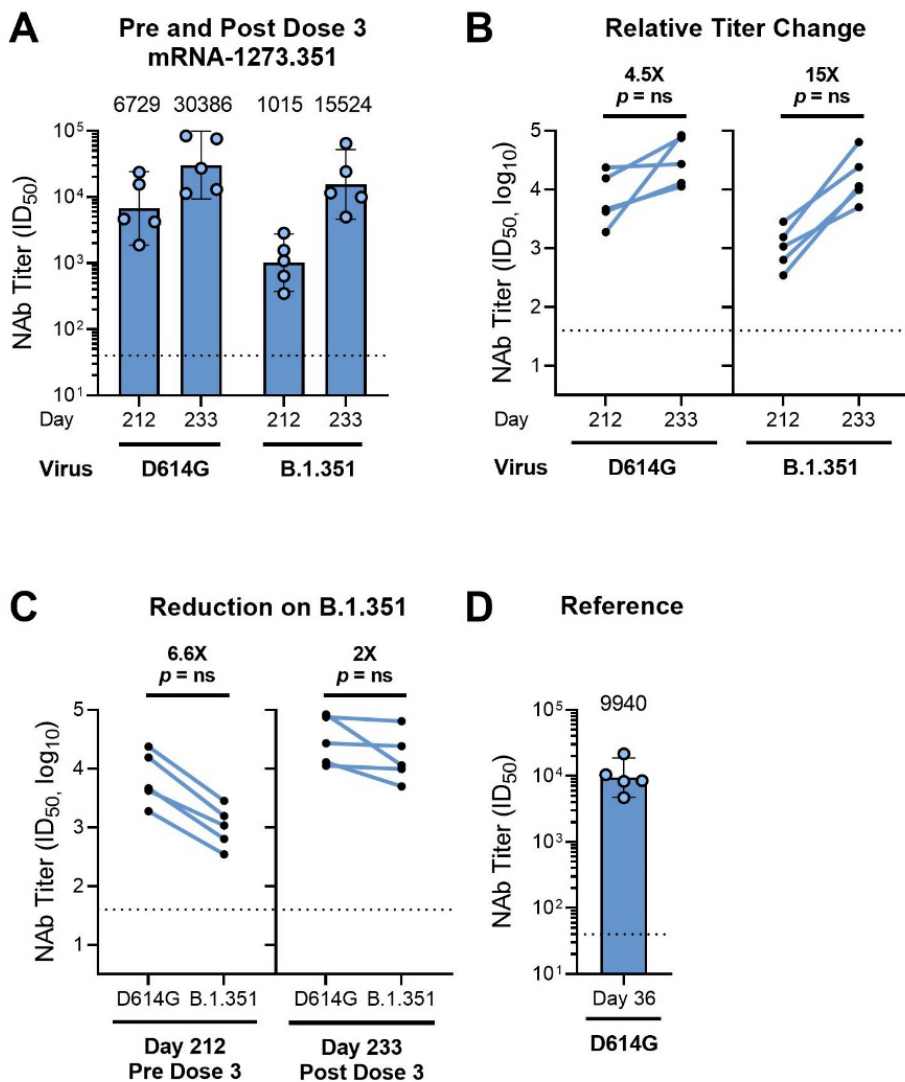 A
Pre and Post Dose 3
mRNA-1273.351
6729 30386 1015 15524
NAb Titer (ID50)
10^5
10^4
10^3
10^2
10^1
Day 212 233 212 233
Virus D614G B.1.351
B
Relative Titer Change
4.5X 15X
p = ns p = ns
NAb Titer (ID50, log10)
5
4
3
2
1
212 233 212 233
D614G B.1.351
C
Reduction on B.1.351
6.6X 2X
p = ns p = ns
NAb Titer (ID50, log10)
5
4
3
2
1
D614G B.1.351 D614G B.1.351
Day 212 Day 233
Pre Dose 3 Post Dose 3
D
Reference
9940
NAb Titer (ID50)
10^5
10^4
10^3
10^2
10^1
Day 36
D614G